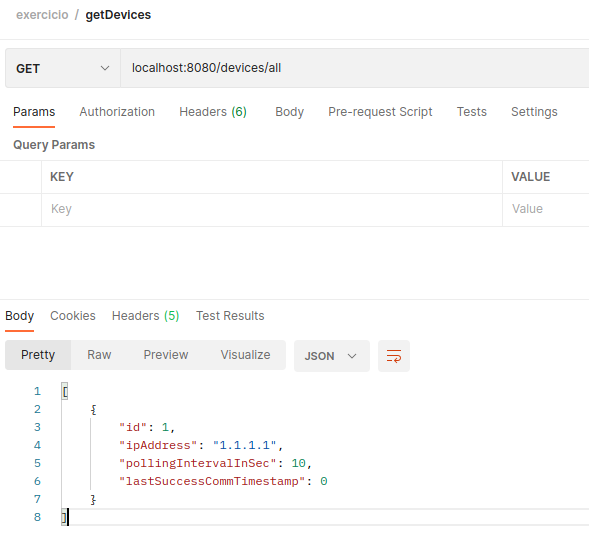 exercicio / getDevices
GET localhost:8080/devices/all
Params Authorization Headers (6) Body Pre-request Script Tests Settings
Query Params
KEY VALUE
Key Value
Body Cookies Headers (5) Test Results
Pretty Raw Preview Visualize JSON
1 [
2 {
3 "id": 1,
4 "ipAddress": "1.1.1.1",
5 "pollingIntervalInSec": 10,
6 "lastSuccessCommTimestamp": 0
7 }
8 ]